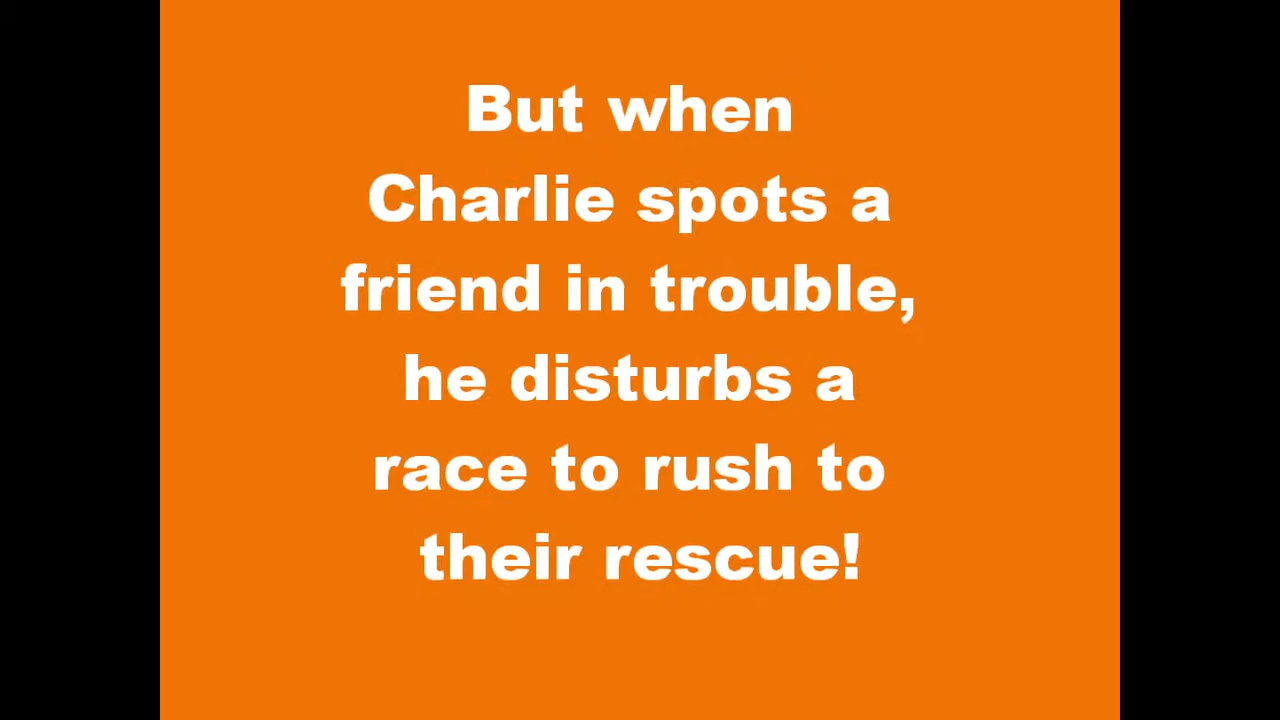 But when
Charlie spots a
friend in trouble,
he disturbs a
race to rush to
their rescue!